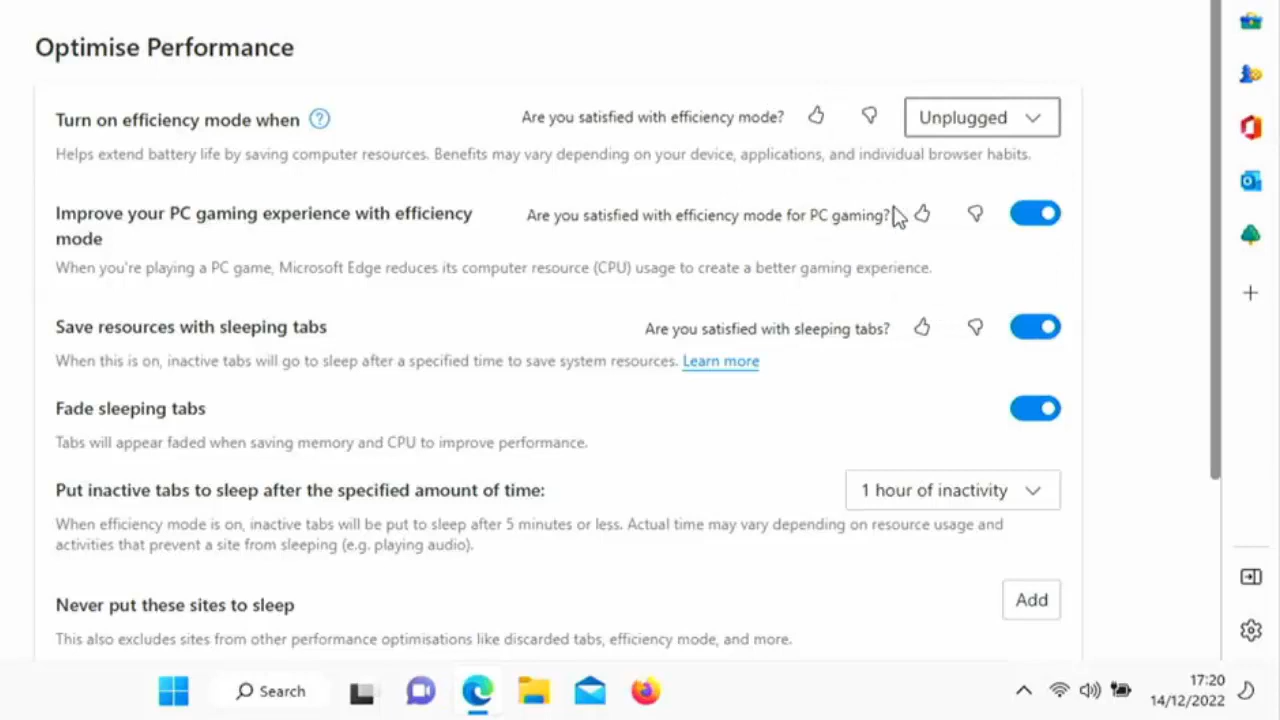 Optimise Performance
Turn on efficiency mode when
Are you satisfied with efficiency mode?
Unplugged
Helps extend battery life by saving computer resources. Benefits may vary depending on your device, applications, and individual browser habits.
Improve your PC gaming experience with efficiency
mode
Are you satisfied with efficiency mode for PC gaming?
When you're playing a PC game, Microsoft Edge reduces its computer resource (CPU) usage to create a better gaming experience.
Save resources with sleeping tabs
Are you satisfied with sleeping tabs?
When this is on, inactive tabs will go to sleep after a specified time to save system resources. Learn more
Fade sleeping tabs
Tabs will appear faded when saving memory and CPU to improve performance.
Put inactive tabs to sleep after the specified amount of time:
1 hour of inactivity
When efficiency mode is on, inactive tabs will be put to sleep after 5 minutes or less. Actual time may vary depending on resource usage and
activities that prevent a site from sleeping (e.g. playing audio).
Never put these sites to sleep
Add
This also excludes sites from other performance optimisations like discarded tabs, efficiency mode, and more.
Search
17:20
14/12/2022